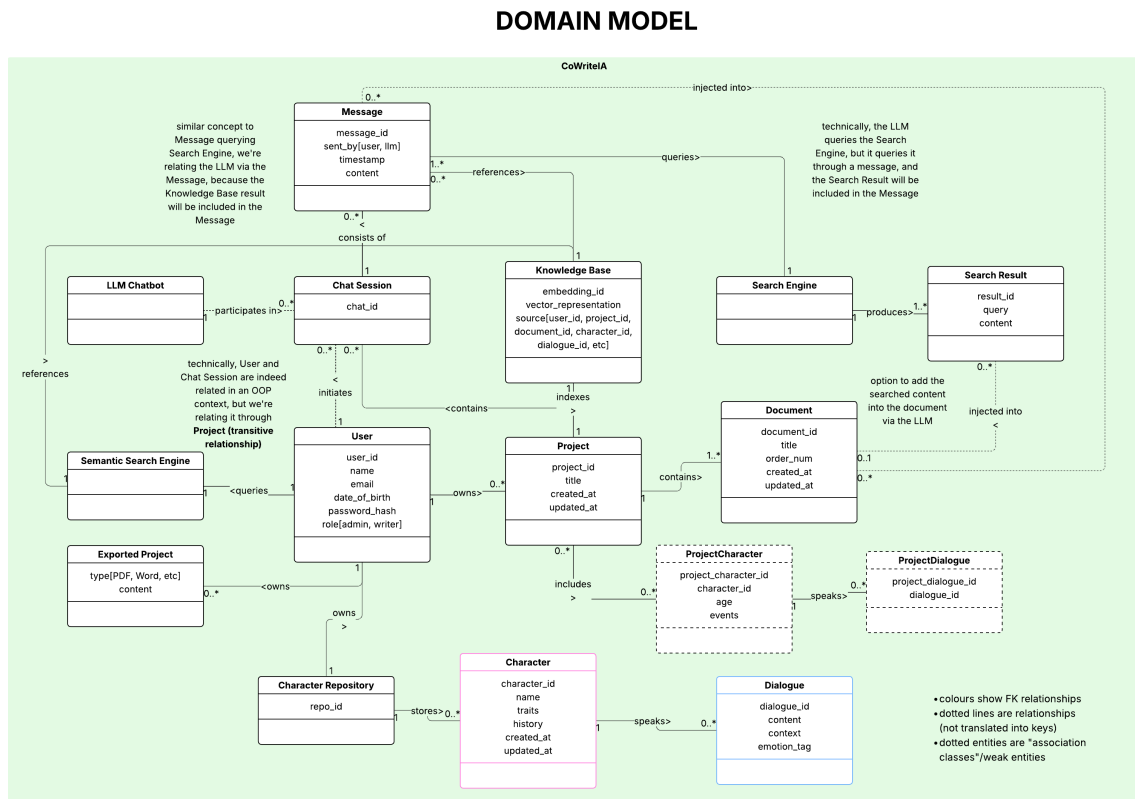 DOMAIN MODEL
CoWriteIA
injected into>
0..*
Message
message_id
sent_by[user, llm]
timestamp
content
similar concept to
Message querying
Search Engine, we're
relating the LLM via the
Message, because the
Knowledge Base result
will be included in the
Message
technically, the LLM
queries the Search
Engine, but it queries it
through a message, and
the Search Result will be
included in the Message
1..*
queries>
0..*
references>
0..*
<
consists of
1
1
1
LLM Chatbot
participates in>
1
0..*
Chat Session
chat_id
Knowledge Base
embedding_id
vector_representation
source[user_id, project_id,
document_id, character_id,
dialogue_id, etc]
Search Engine
1
produces>
1..*
Search Result
result_id
query
content
>
references
technically, User and
Chat Session are indeed
related in an OOP
context, but we're
relating it through
Project (transitive
relationship)
0..*
0..*
<
initiates
1
<contains
1
indexes
>
1
0..*
option to add the
searched content
into the document
via the LLM
injected into
<
Document
document_id
title
order_num
created_at
updated_at
0..1
0..*
User
user_id
name
email
date_of_birth
password_hash
role[admin, writer]
Project
project_id
title
created_at
updated_at
1
contains>
1..*
Semantic Search Engine
1
1
<queries
1
1
owns>
0..*
Exported Project
type[PDF, Word, etc]
content
0..*
<owns
1
owns
>
1
0..*
includes
>
0..*
ProjectCharacter
project_character_id
character_id
age
events
1
speaks>
0..*
ProjectDialogue
project_dialogue_id
dialogue_id
Character Repository
repo_id
1
stores>
0..*
Character
character_id
name
traits
history
created_at
updated_at
1
speaks>
0..*
Dialogue
dialogue_id
content
context
emotion_tag
•colours show FK relationships
•dotted lines are relationships
(not translated into keys)
•dotted entities are "association
classes"/weak entities